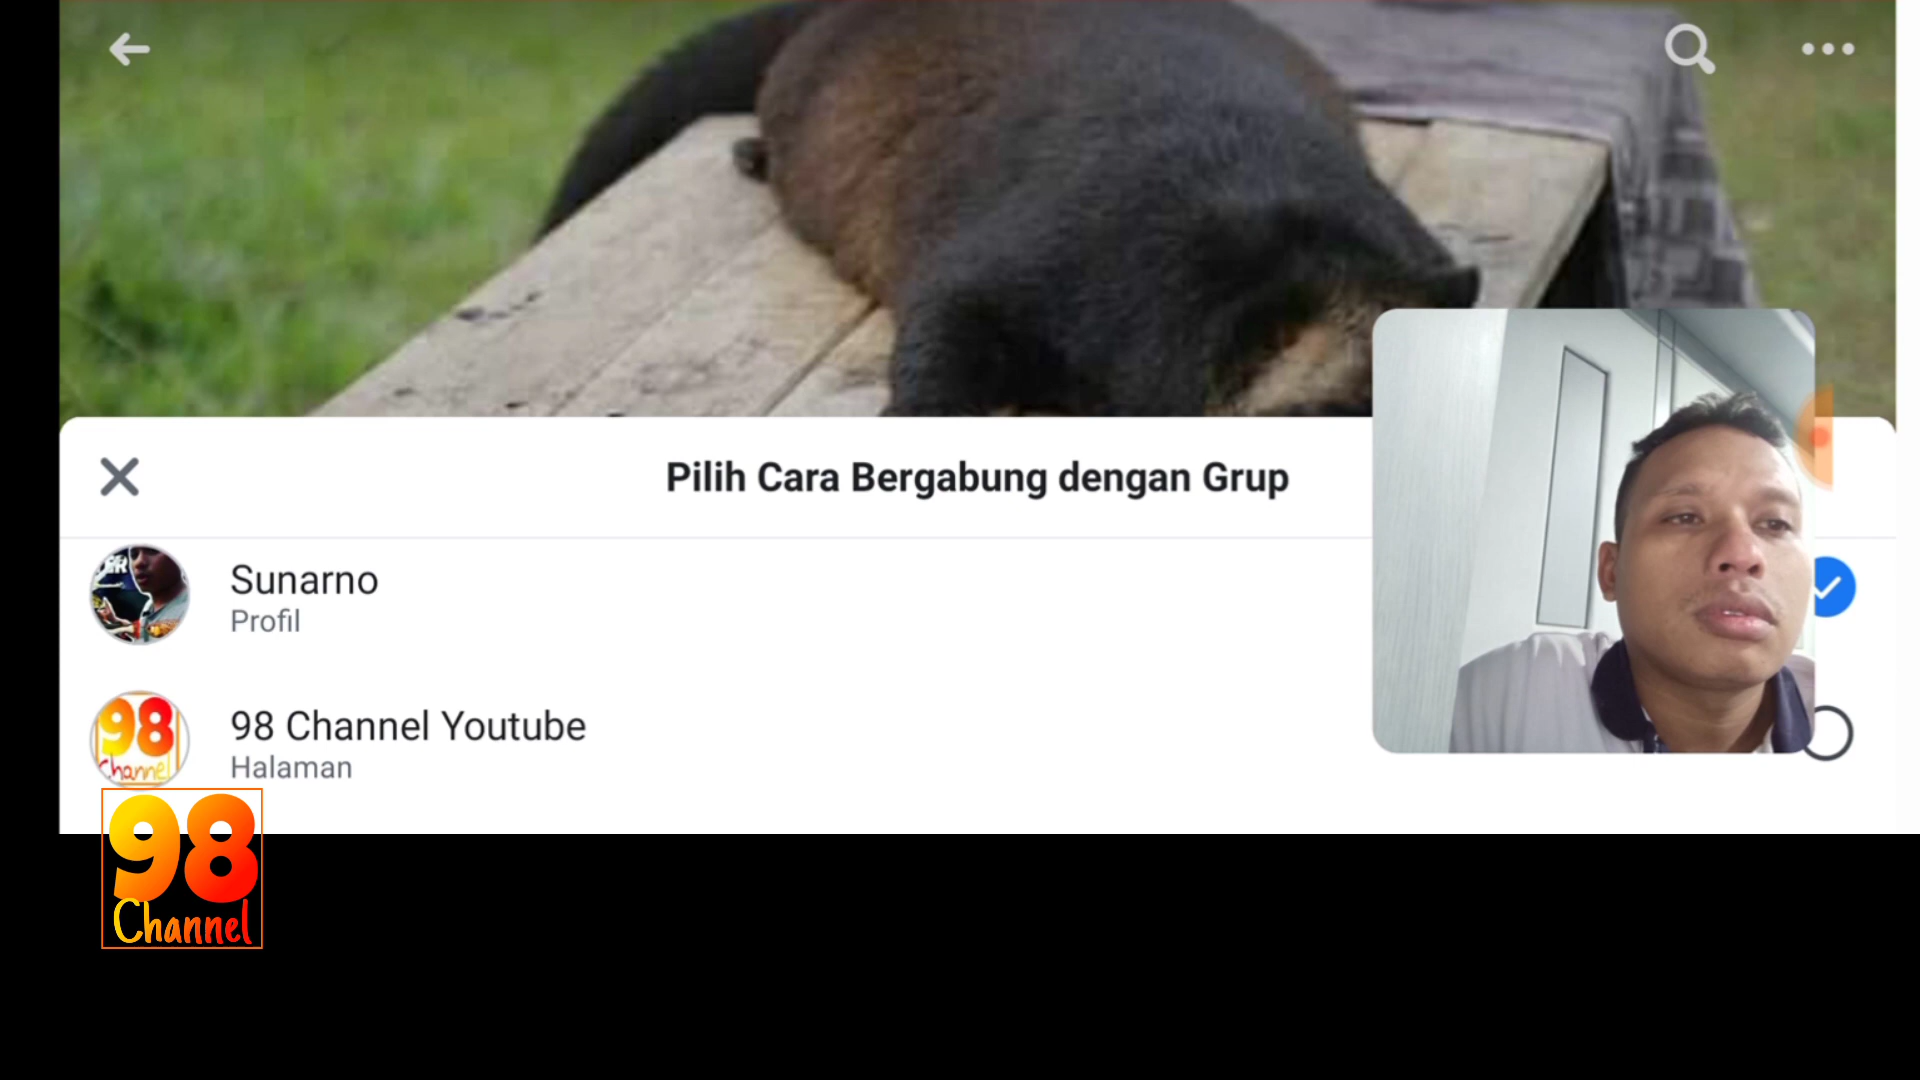 Pilih Cara Bergabung dengan Grup
Sunarno
Profil
98 Channel Youtube
Halaman
98
Channel
98
Channel